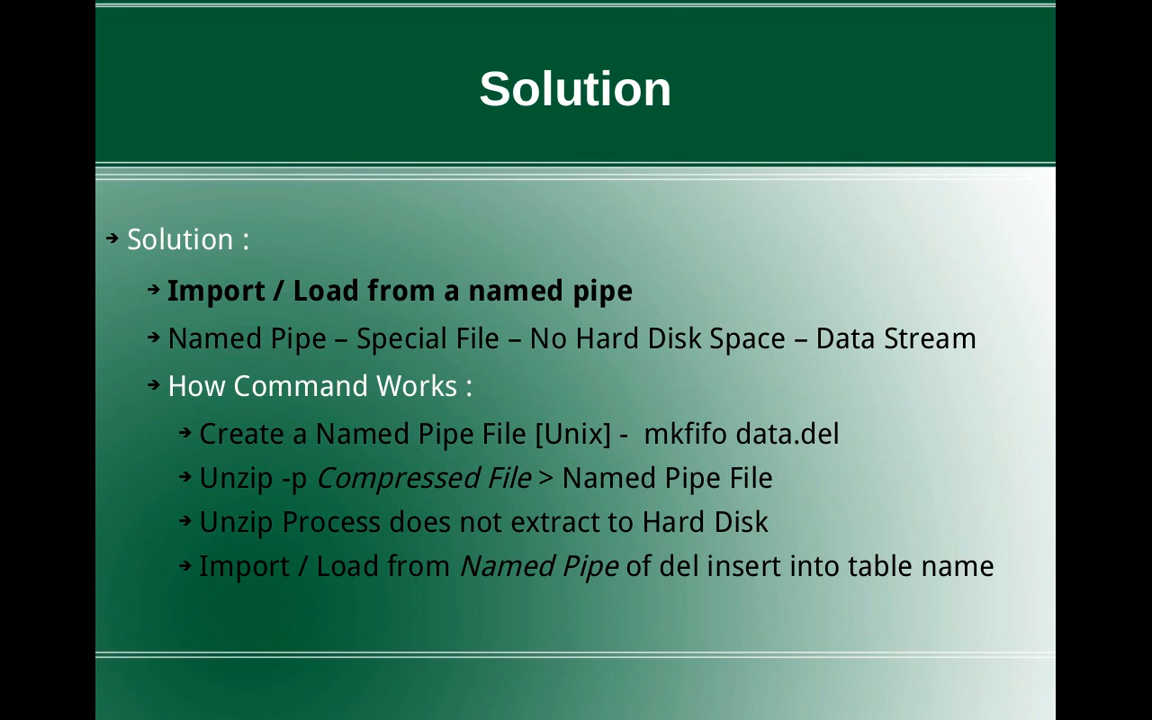 Solution
➔ Solution :
➔ Import / Load from a named pipe
➔ Named Pipe – Special File – No Hard Disk Space – Data Stream
➔ How Command Works :
➔ Create a Named Pipe File [Unix] -  mkfifo data.del
➔ Unzip -p Compressed File > Named Pipe File
➔ Unzip Process does not extract to Hard Disk
➔ Import / Load from Named Pipe of del insert into table name